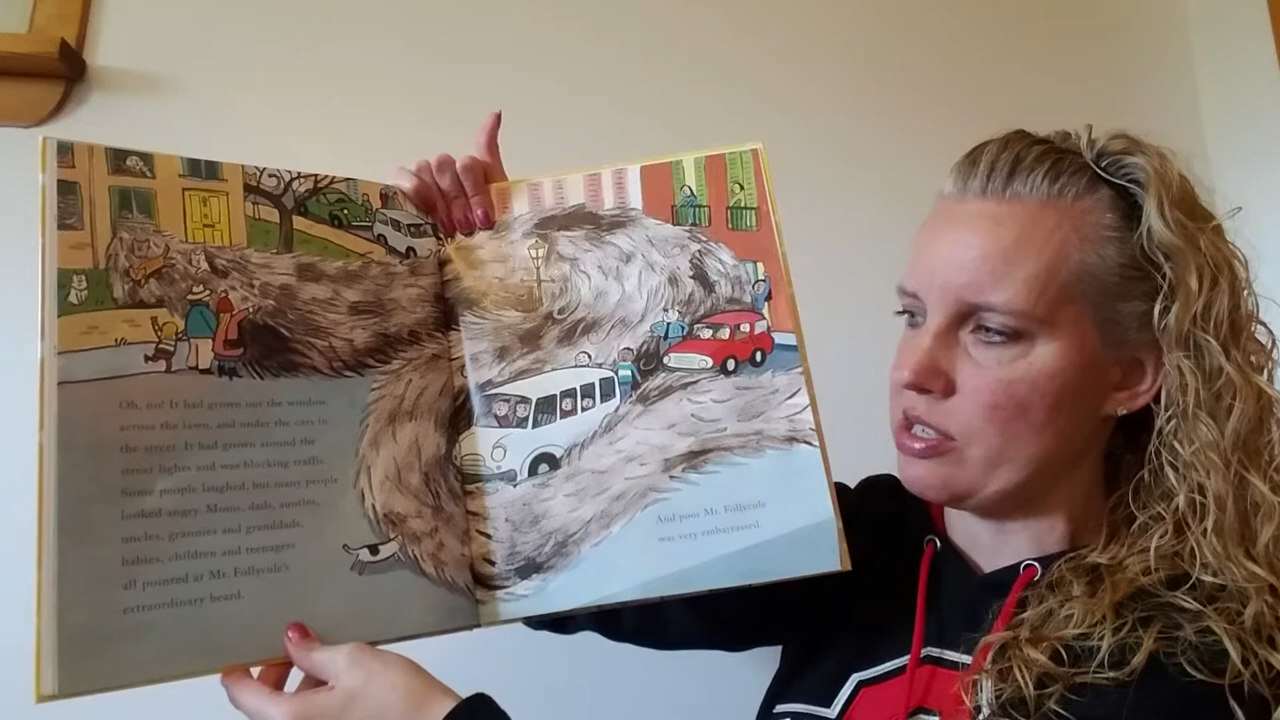 Oh, no! It had grown out the window,
across the lawn, and under the cars in
the street. It had grown around the
street lights and was blocking traffic.
Some people laughed, but many people
looked angry. Moms, dads, aunties,
uncles, grannies and granddads,
babies, children and teenagers
all pointed at Mr. Follycule's
extraordinary beard.
And poor Mr. Follycule
was very embarrassed.